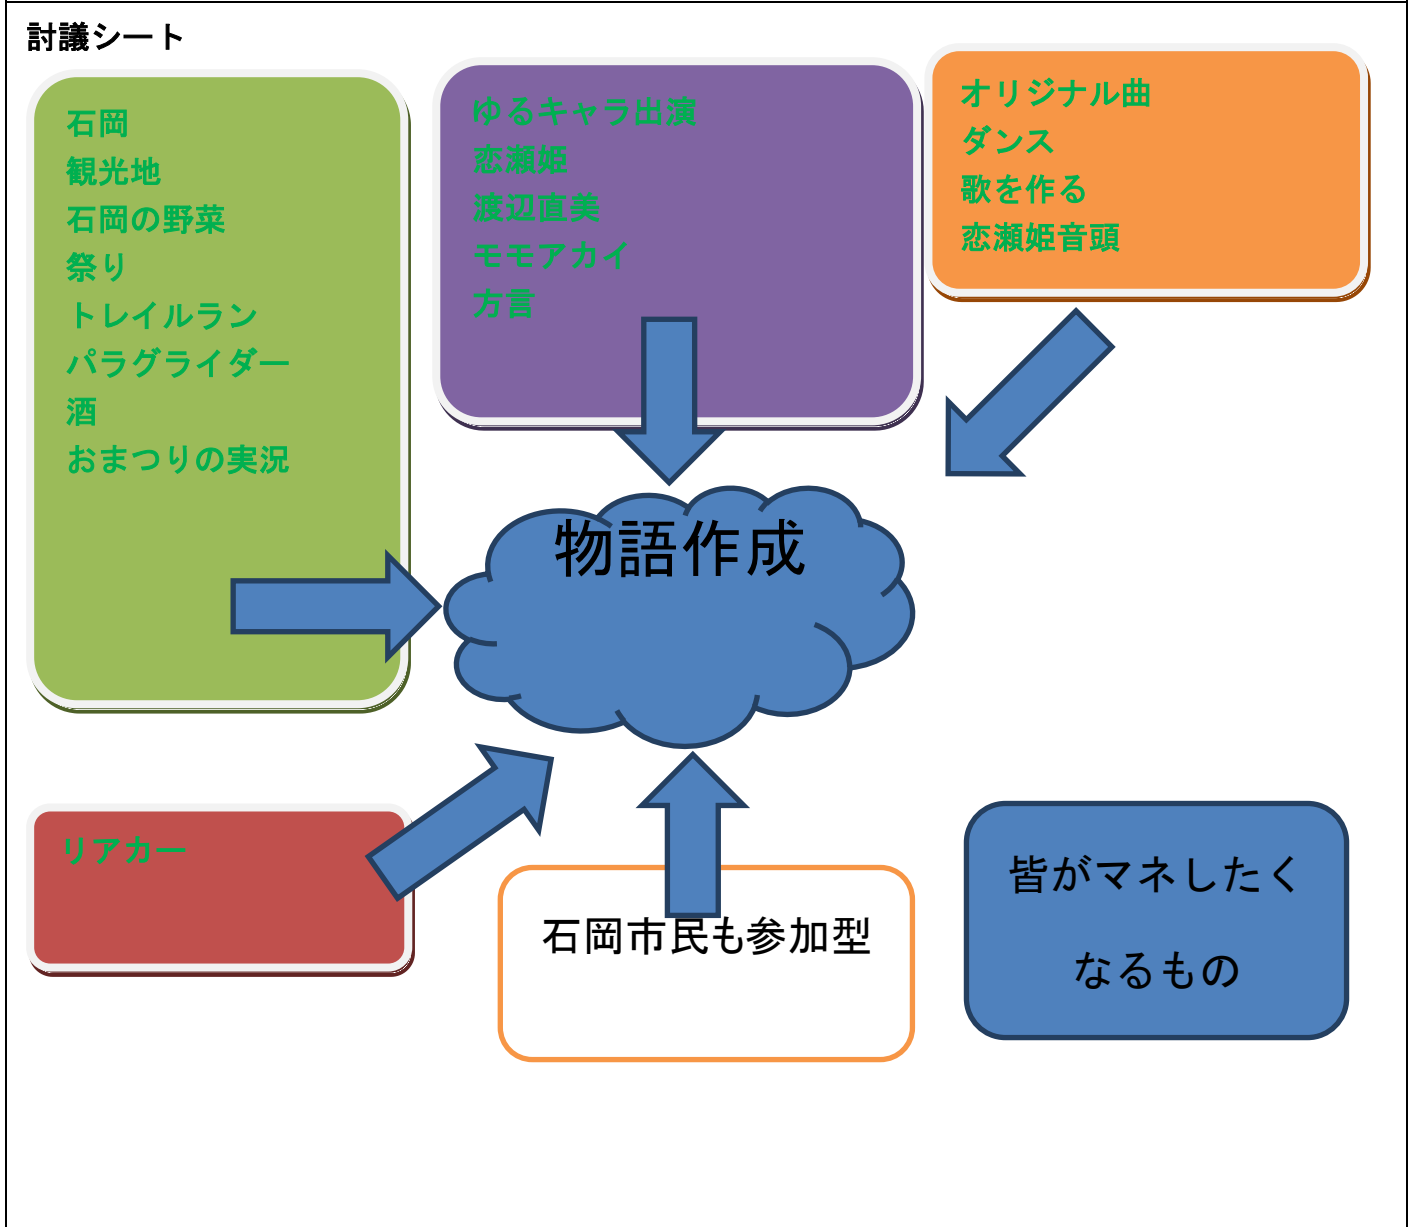 討議シート
石岡
観光地
石岡の野菜
祭り
トレイルラン
パラグライダー
酒
おまつりの実況
ゆるキャラ出演
恋瀬姫
渡辺直美
モモアカイ
方言
オリジナル曲
ダンス
歌を作る
恋瀬姫音頭
物語作成
リアカー
石岡市民も参加型
皆がマネしたく
なるもの